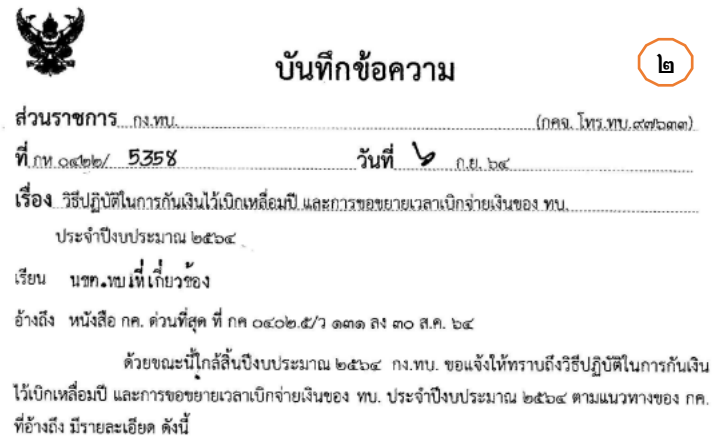 บันทึกข้อความ
๒
ส่วนราชการ กง.ทบ. (กคจ. โทร.ทบ.๙๗๖๓๓)
ที่ กห ๐๔๒๒/ 5358 วันที่ ๖ ก.ย. ๖๔
เรื่อง วิธีปฏิบัติในการกันเงินไว้เบิกเหลื่อมปี และการขอขยายเวลาเบิกจ่ายเงินของ ทบ.
ประจำปีงบประมาณ ๒๕๖๔
เรียน นขต.ทบ.ที่เกี่ยวข้อง
อ้างถึง หนังสือ กค. ด่วนที่สุด ที่ กค ๐๔๐๒.๕/ว ๑๓๑ ลง ๓๐ ส.ค. ๖๔
ด้วยขณะนี้ใกล้สิ้นปีงบประมาณ ๒๕๖๔ กง.ทบ. ขอแจ้งให้ทราบถึงวิธีปฏิบัติในการกันเงิน
ไว้เบิกเหลื่อมปี และการขอขยายเวลาเบิกจ่ายเงินของ ทบ. ประจำปีงบประมาณ ๒๕๖๔ ตามแนวทางของ กค.
ที่อ้างถึง มีรายละเอียด ดังนี้